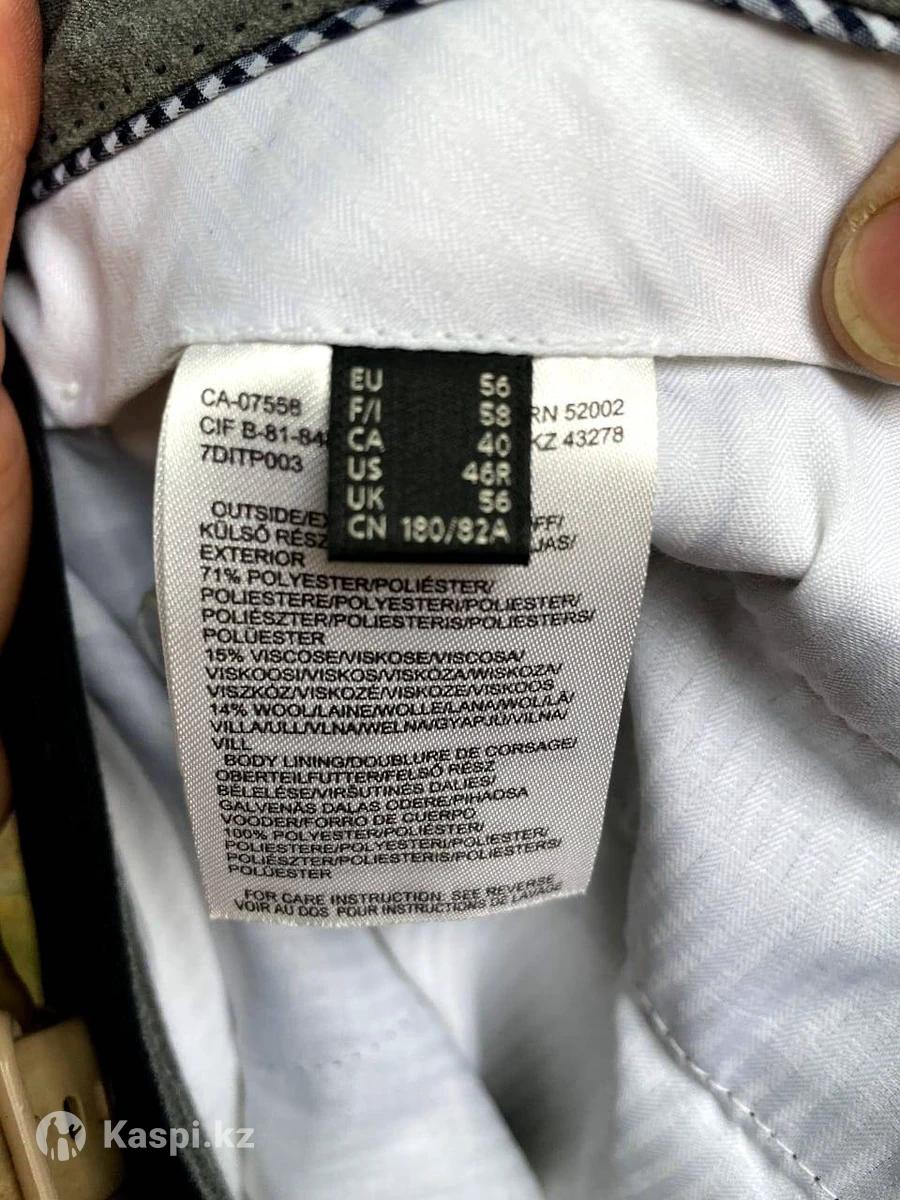 EU 56
F/I 58
CA 40
US 46R
UK 56
CN 180/82A
CA-07558
RN 52002
CIF B-81-84
KZ 43278
7DITP003
OUTSIDE/
KÜLSŐ RÉSZ
EXTERIOR
71% POLYESTER/POLIÉSTER/
POLIESTERE/POLYESTERI/POLIESTER/
POLIÉSZTER/POLIESTERIS/POLIESTERS/
POLÜESTER
15% VISCOSE/VISKOSE/VISCOSA/
VISKOOSI/VISKOS/VISKÓZA/WISKOZA/
VISZKÓZ/VISKOZĖ/VISKOZE/VISKOOS
14% WOOL/LAINE/WOLLE/LANA/WOL/LÃ/
VILLA/ULL/VLNA/WEŁNA/GYAPJÚ/VILNA/
VILL
BODY LINING/DOUBLURE DE CORSAGE/
OBERTEILFUTTER/FELSŐ RÉSZ
BÉLELÉSE/VIRŠUTINĖS DALIES/
GALVENĀS DAĻAS ODERE/PIHAOSA
VOODER/FORRO DE CUERPO
100% POLYESTER/POLIÉSTER/
POLIESTERE/POLYESTERI/POLIESTER/
POLIÉSZTER/POLIESTERIS/POLIESTERS/
POLÜESTER
FOR CARE INSTRUCTION: SEE REVERSE
VOIR AU DOS POUR INSTRUCTIONS DE LAVAGE
Kaspi.kz